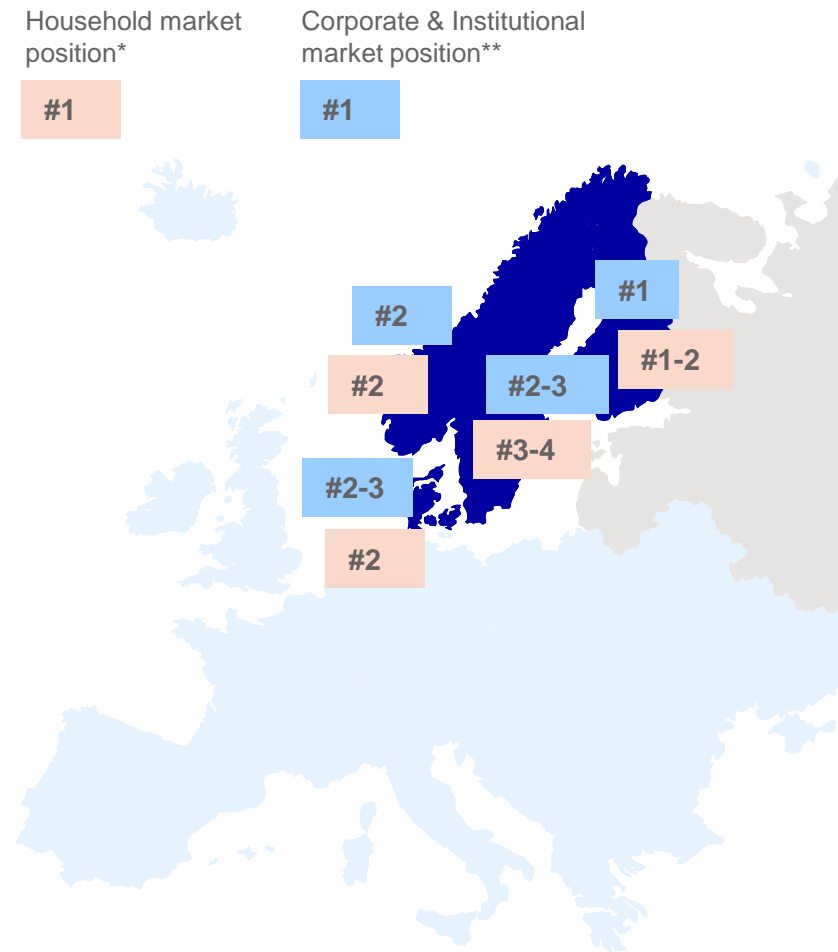 Household market
position*
Corporate & Institutional
market position**
#1
#1
#1
#2
#1-2
#2
#2-3
#3-4
#2-3
#2